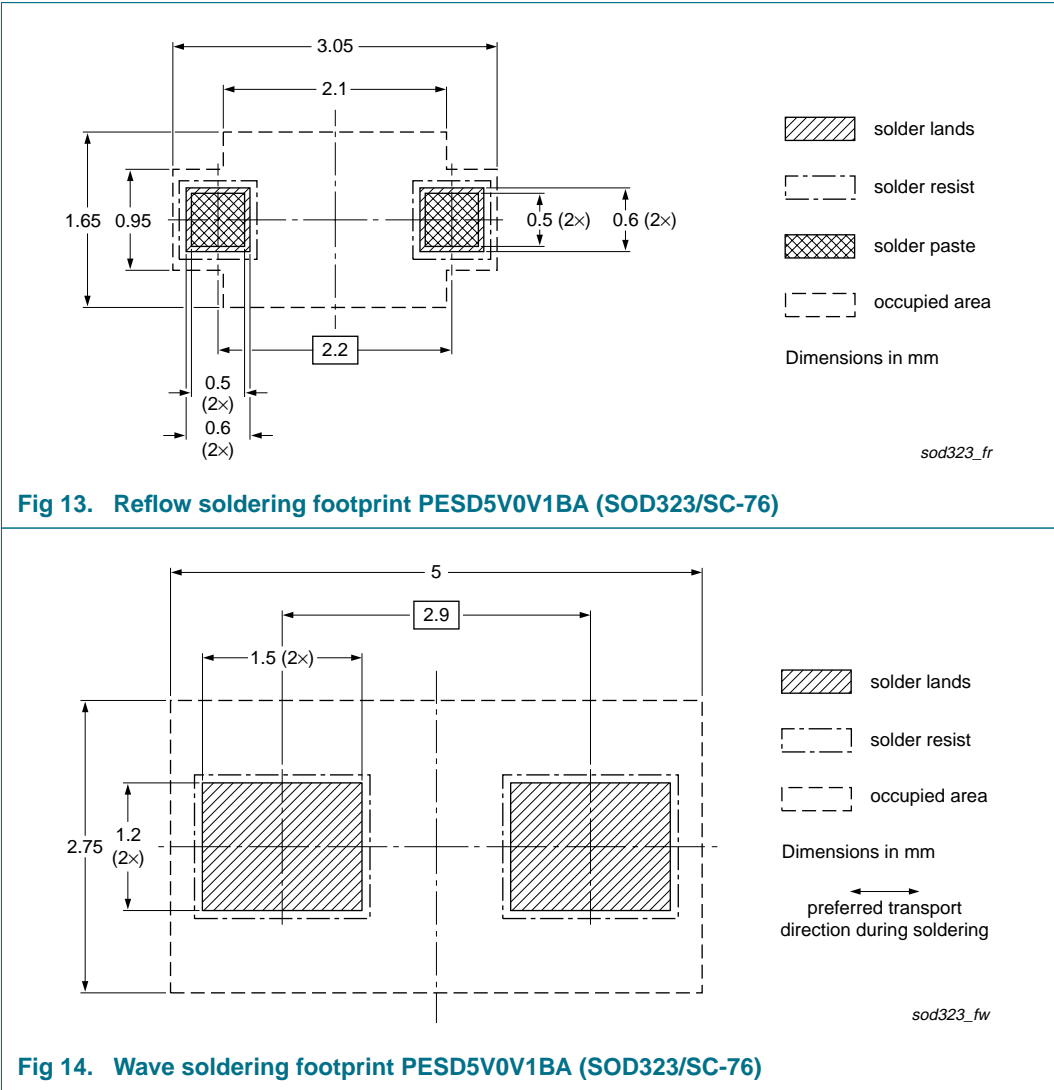 3.05
2.1
solder lands
solder resist
1.65 0.95
0.5 (2×) 0.6 (2×)
solder paste
occupied area
2.2
Dimensions in mm
0.5
(2×)
0.6
(2×)
sod323_fr
Fig 13. Reflow soldering footprint PESD5V0V1BA (SOD323/SC-76)
5
2.9
1.5 (2×)
solder lands
solder resist
occupied area
2.75
1.2
(2×)
Dimensions in mm
preferred transport
direction during soldering
sod323_fw
Fig 14. Wave soldering footprint PESD5V0V1BA (SOD323/SC-76)